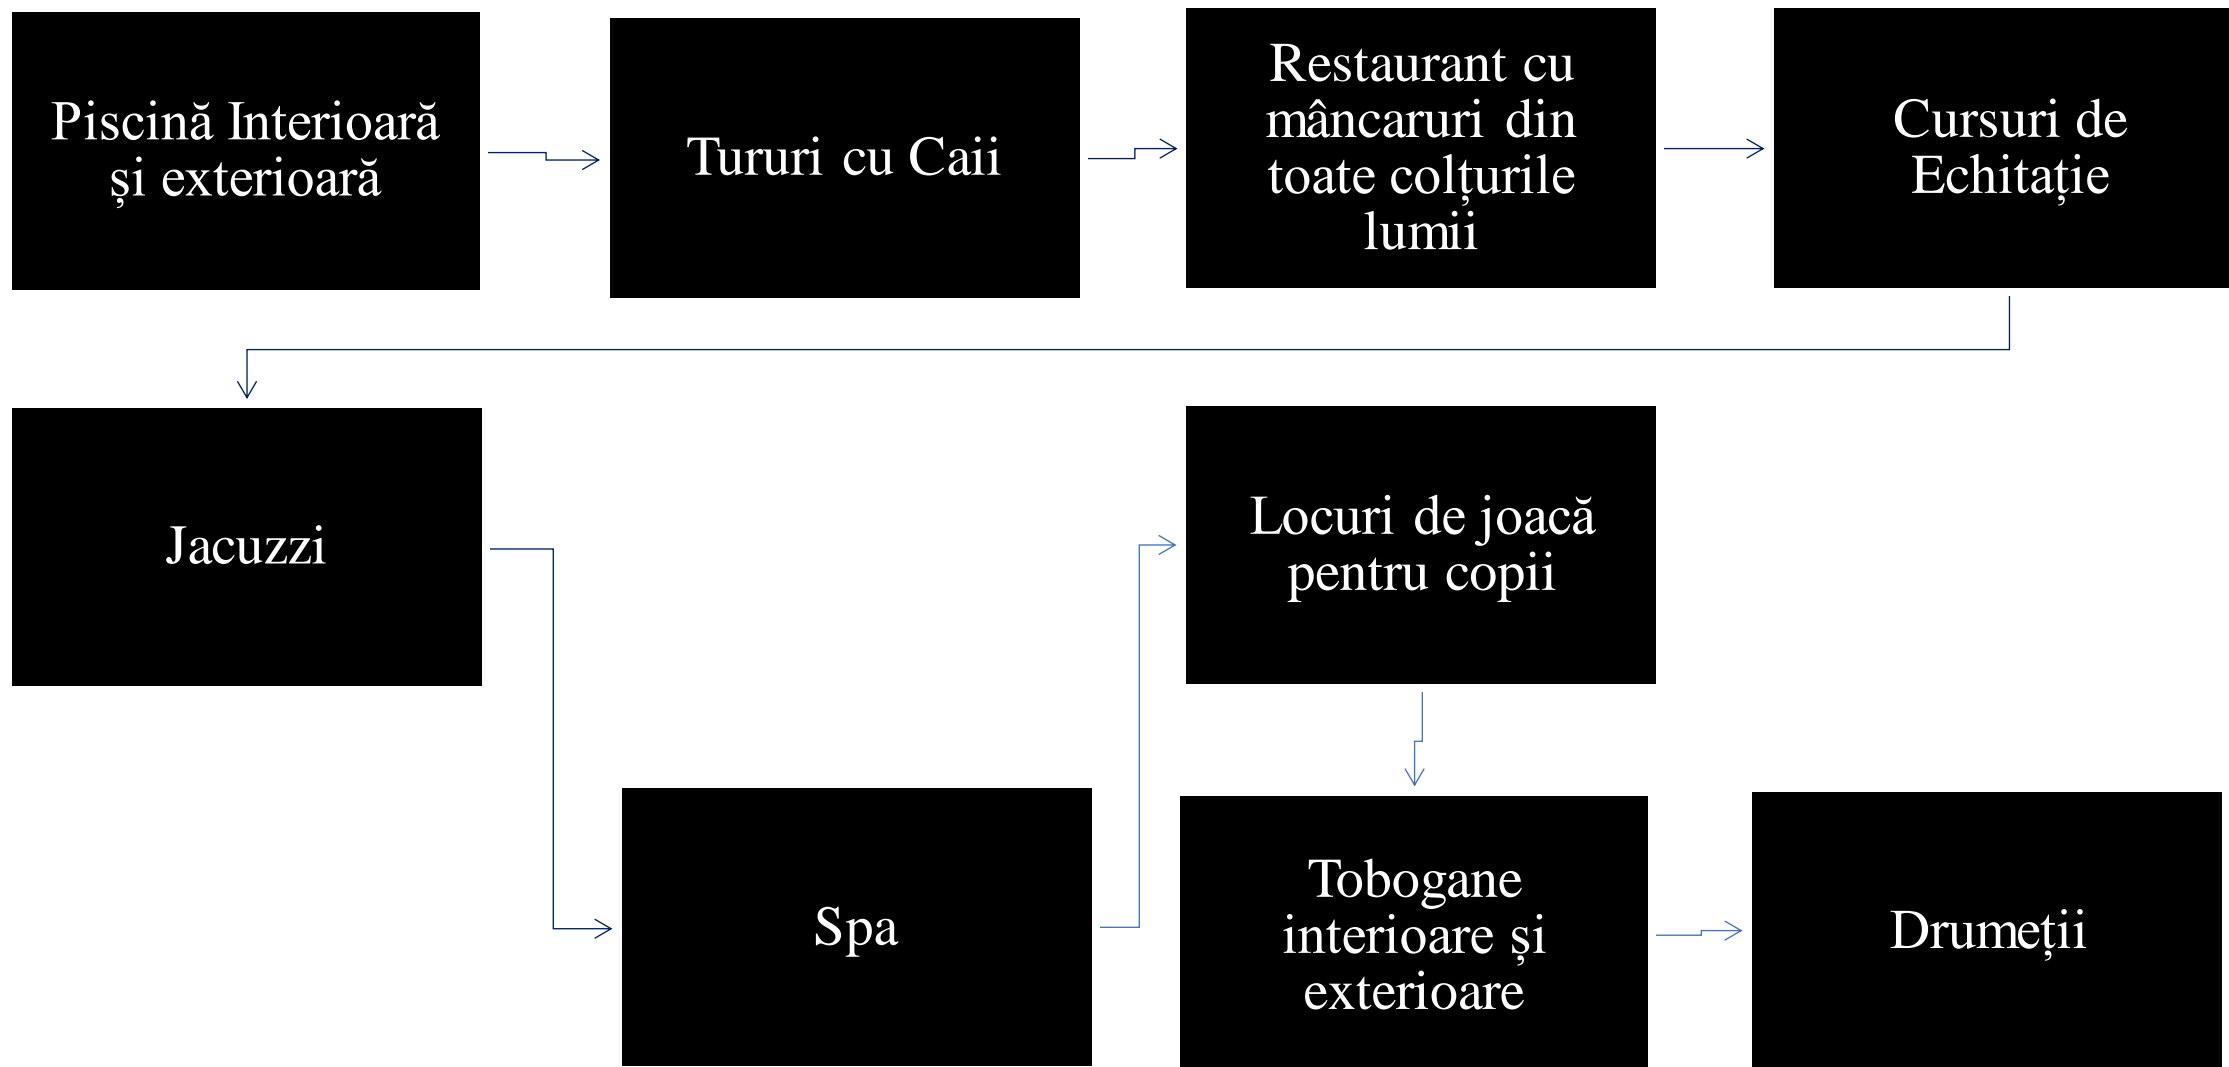 Piscină Interioară
și exterioară
Tururi cu Caii
Restaurant cu
mâncaruri din
toate colțurile
lumii
Cursuri de
Echitație
Jacuzzi
Spa
Locuri de joacă
pentru copii
Tobogane
interioare și
exterioare
Drumeții